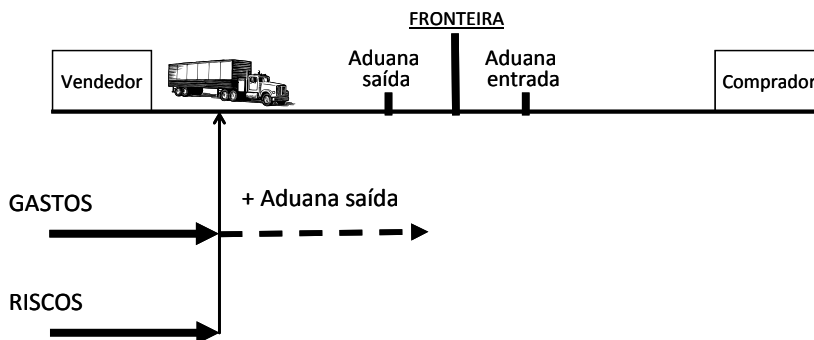 FRONTEIRA
Vendedor
Aduana
saída
Aduana
entrada
Comprador
GASTOS
+ Aduana saída
RISCOS